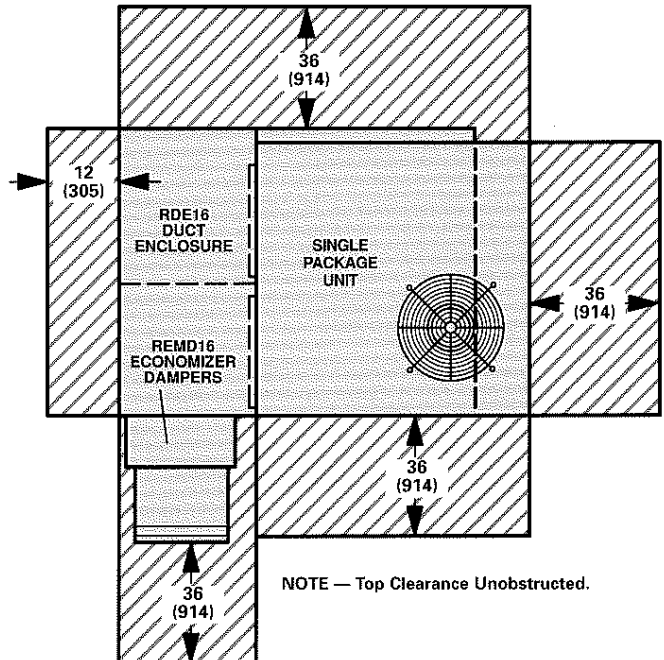 36
(914)
12
(305)
RDE16
DUCT
ENCLOSURE
SINGLE
PACKAGE
UNIT
36
(914)
REMD16
ECONOMIZER
DAMPERS
36
(914)
36
(914)
NOTE — Top Clearance Unobstructed.